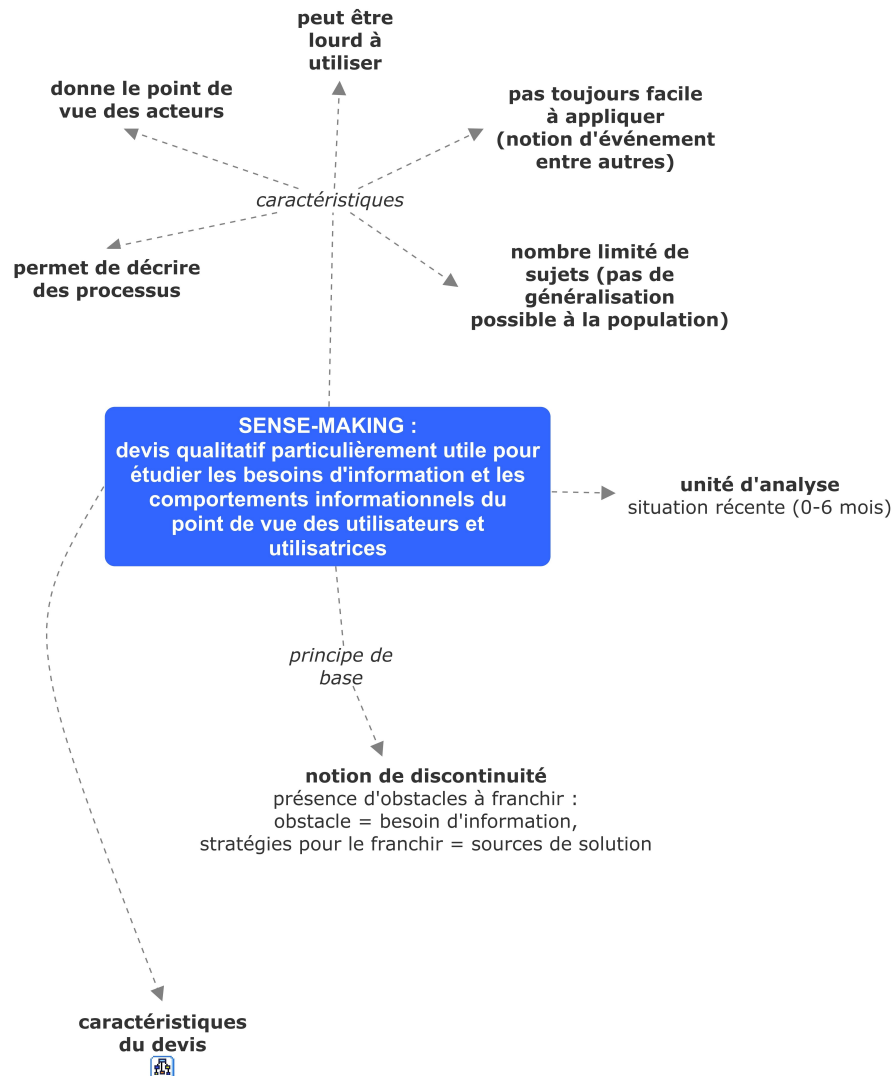 peut être
lourd à
utiliser
donne le point de
vue des acteurs
pas toujours facile
à appliquer
(notion d'événement
entre autres)
caractéristiques
permet de décrire
des processus
nombre limité de
sujets (pas de
généralisation
possible à la population)
SENSE-MAKING :
devis qualitatif particulièrement utile pour
étudier les besoins d'information et les
comportements informationnels du
point de vue des utilisateurs et
utilisatrices
unité d'analyse
situation récente (0-6 mois)
principe de
base
notion de discontinuité
présence d'obstacles à franchir :
obstacle = besoin d'information,
stratégies pour le franchir = sources de solution
caractéristiques
du devis